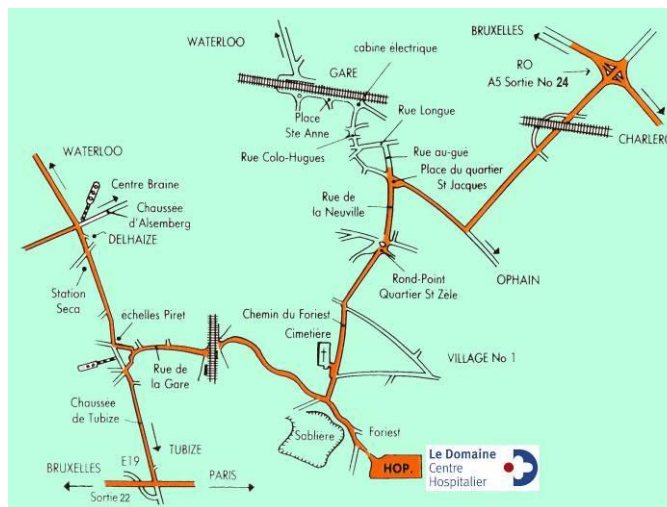 BRUXELLES
WATERLOO
cabine électrique
GARE
RO
A5 Sortie No 24
Place
Ste Anne
Rue Longue
CHARLERO
Rue Colo-Hugues
Rue au-gué
WATERLOO
Place du quartier
St Jacques
Centre Braine
Rue de
la Neuville
Chaussée
d'Alsemberg
DELHAIZE
OPHAIN
Station
Seca
Rond-Point
Quartier St Zèle
échelles Piret
Chemin du Foriest
Cimetière
VILLAGE No 1
Rue de
la Gare
Chaussée
de Tubize
Sablière
Foriest
TUBIZE
E19
BRUXELLES
PARIS
Sortie 22
HOP.
Le Domaine
Centre
Hospitalier